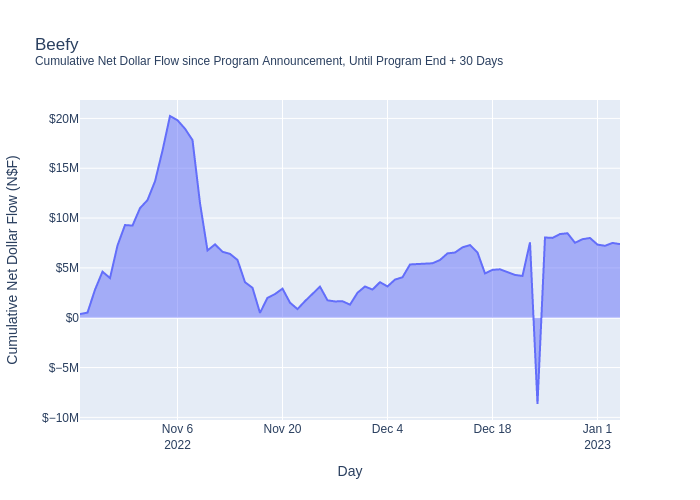 Beefy
Cumulative Net Dollar Flow since Program Announcement, Until Program End + 30 Days
Cumulative Net Dollar Flow (N$F)
$20M
$15M
$10M
$5M
$0
$−5M
$−10M
Nov 6
2022
Nov 20
Dec 4
Dec 18
Jan 1
2023
Day